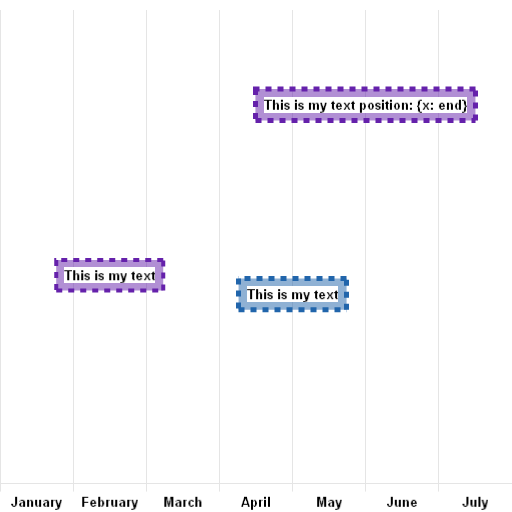 This is my text position: {x: end}
This is my text
This is my text
January February March April May June July